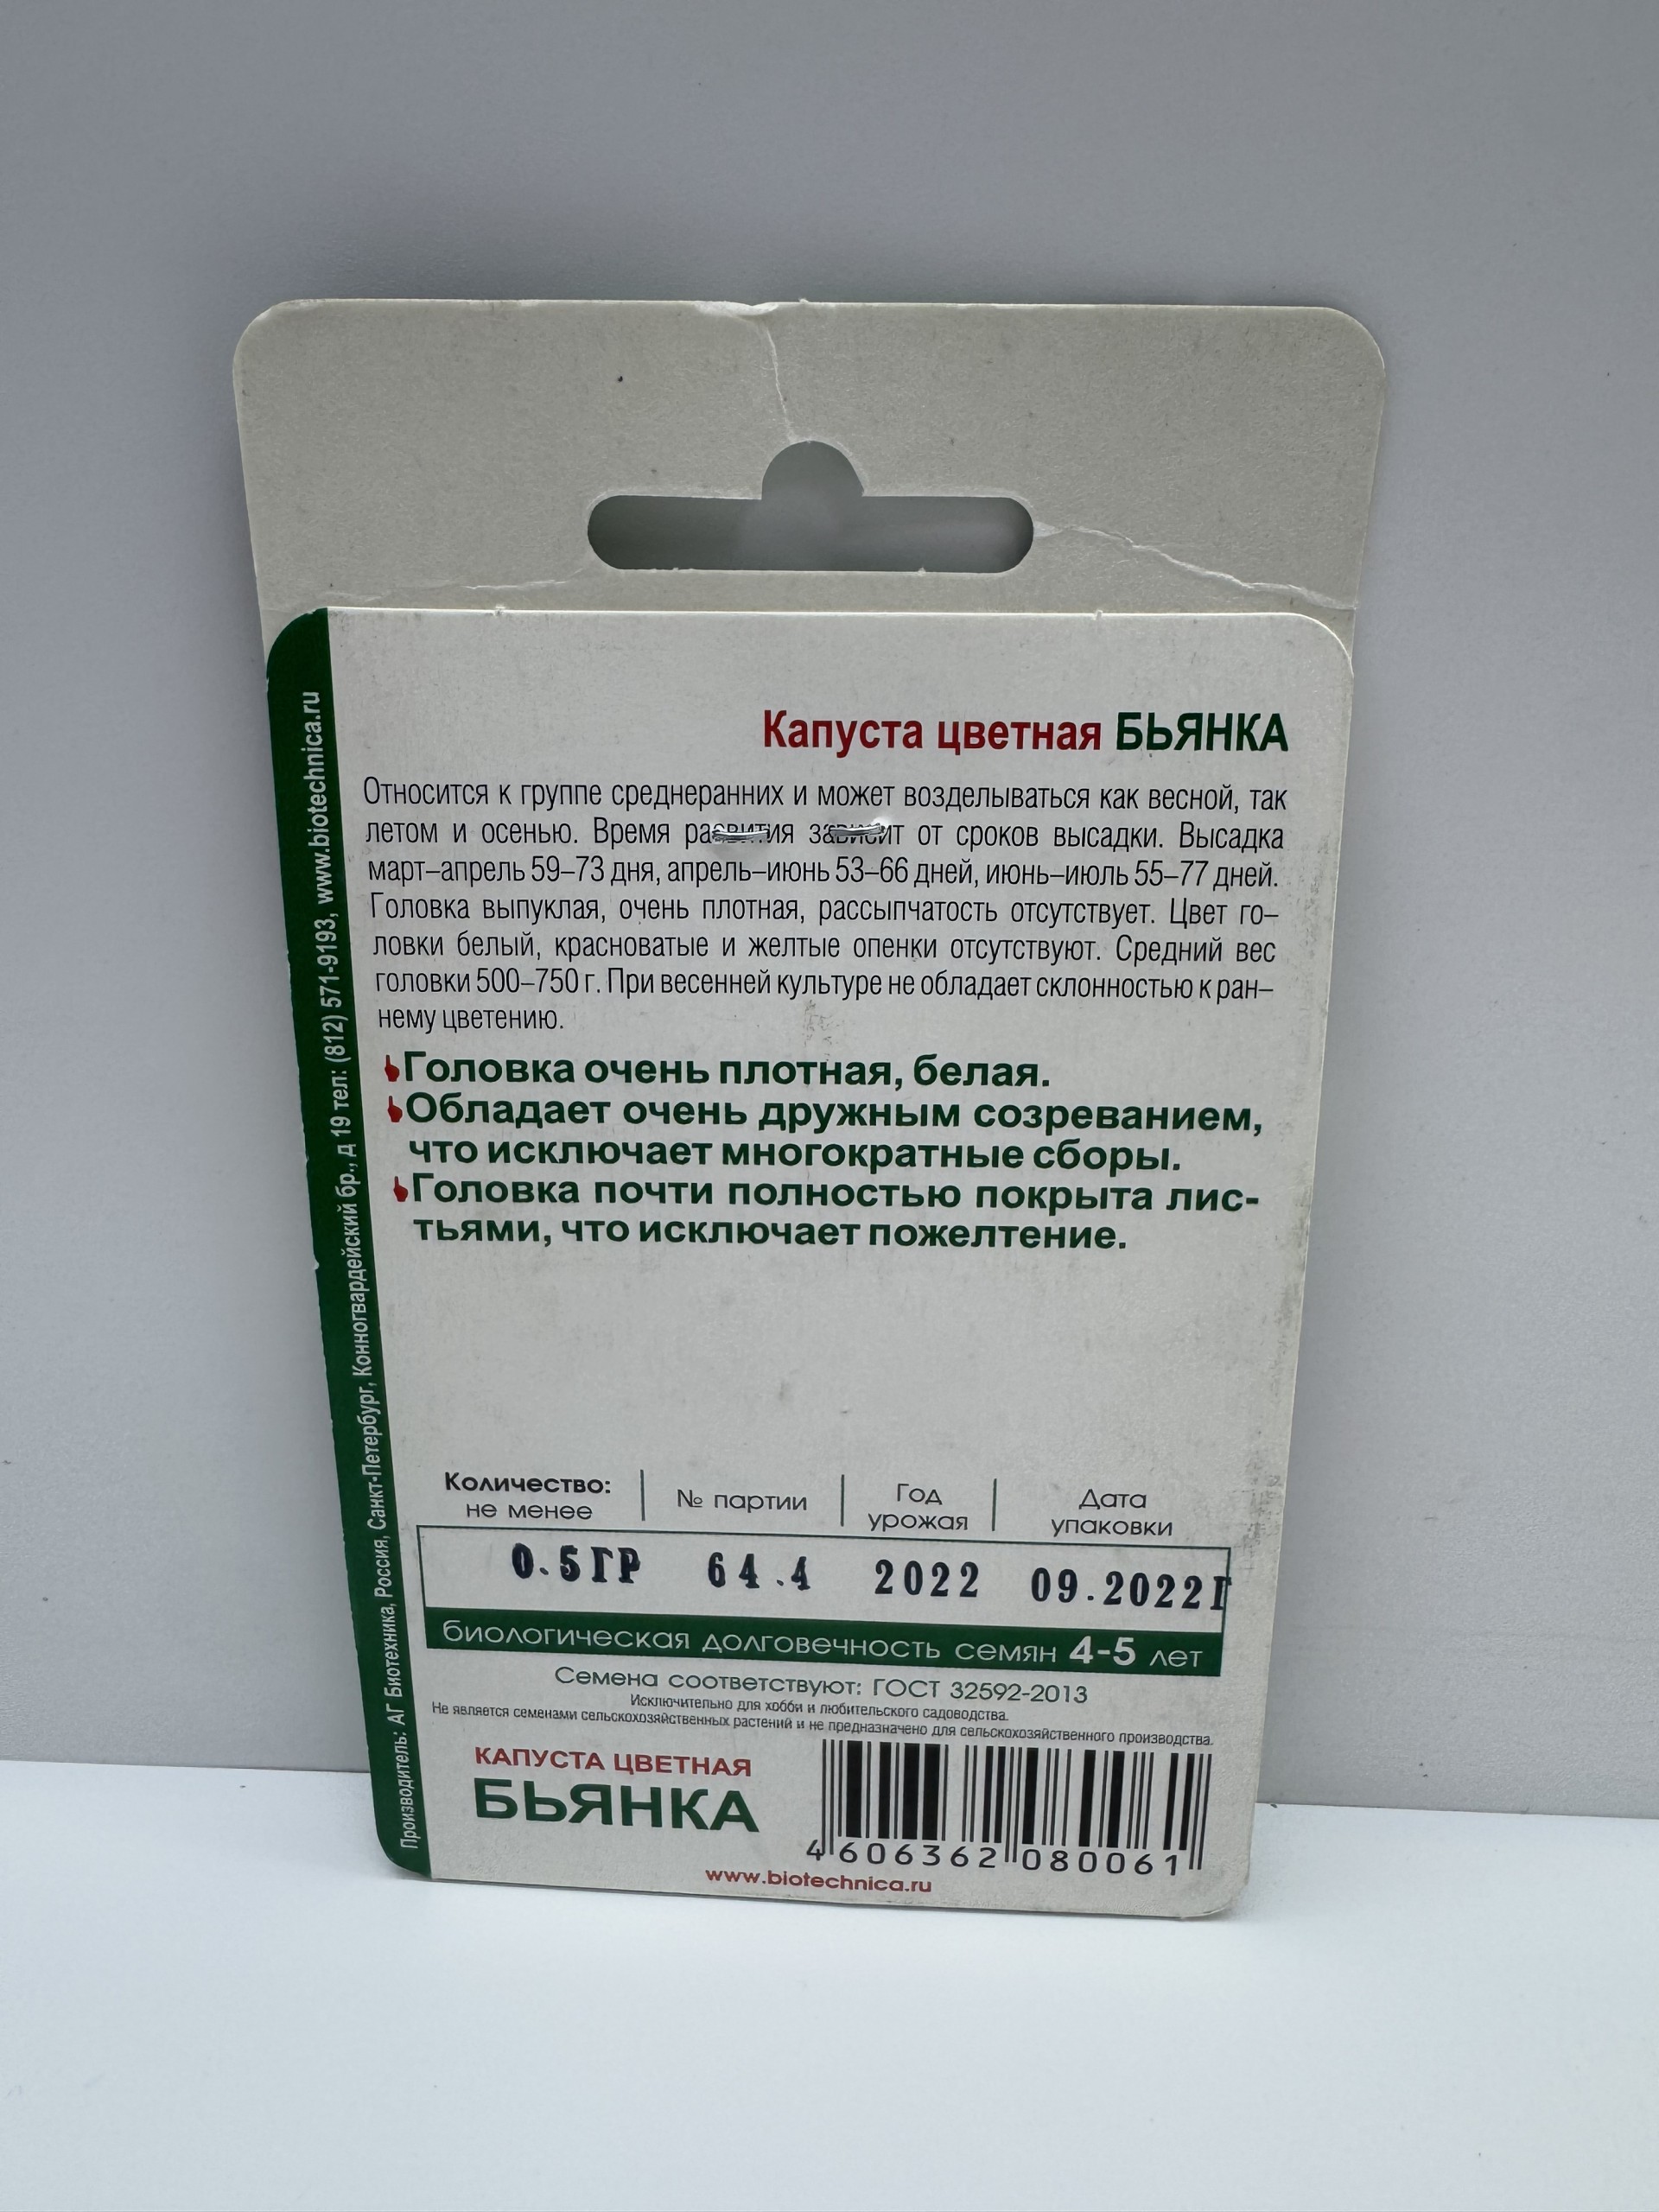 Капуста цветная БЬЯНКА
Относится к группе среднеранних и может возделываться как весной, так
летом и осенью. Время развития зависит от сроков высадки. Высадка
март–апрель 59–73 дня, апрель–июнь 53–66 дней, июнь–июль 55–77 дней.
Головка выпуклая, очень плотная, рассыпчатость отсутствует. Цвет го–
ловки белый, красноватые и желтые опенки отсутствуют. Средний вес
головки 500–750 г. При весенней культуре не обладает склонностью к ран–
нему цветению.
Головка очень плотная, белая.
Обладает очень дружным созреванием,
что исключает многократные сборы.
Головка почти полностью покрыта лис-
тьями, что исключает пожелтение.
Количество: не менее
№ партии
Год урожая
Дата упаковки
0.5ГР 64.4 2022 09.2022Г
биологическая долговечность семян 4-5 лет
Семена соответствуют: ГОСТ 32592-2013
Исключительно для хобби и любительского садоводства.
Не является семенами сельскохозяйственных растений и не предназначено для сельскохозяйственного производства.
КАПУСТА ЦВЕТНАЯ
БЬЯНКА
4 606362 080061
www.biotechnica.ru
Производитель: АГ Биотехника, Россия, Санкт-Петербург, Конногвардейский бр., д 19 тел: (812) 571-9193, www.biotechnica.ru